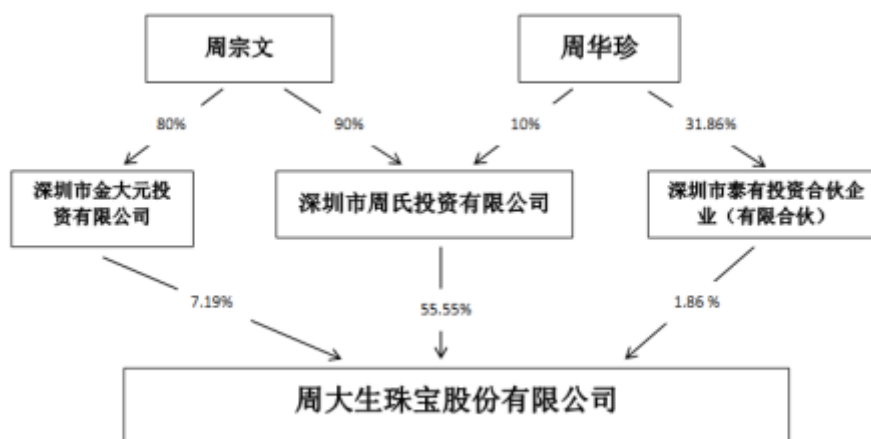 周宗文
周华珍
80%
90%
10%
31.86%
深圳市金大元投
资有限公司
深圳市周氏投资有限公司
深圳市泰有投资合伙企
业（有限合伙）
7.19%
55.55%
1.86 %
周大生珠宝股份有限公司